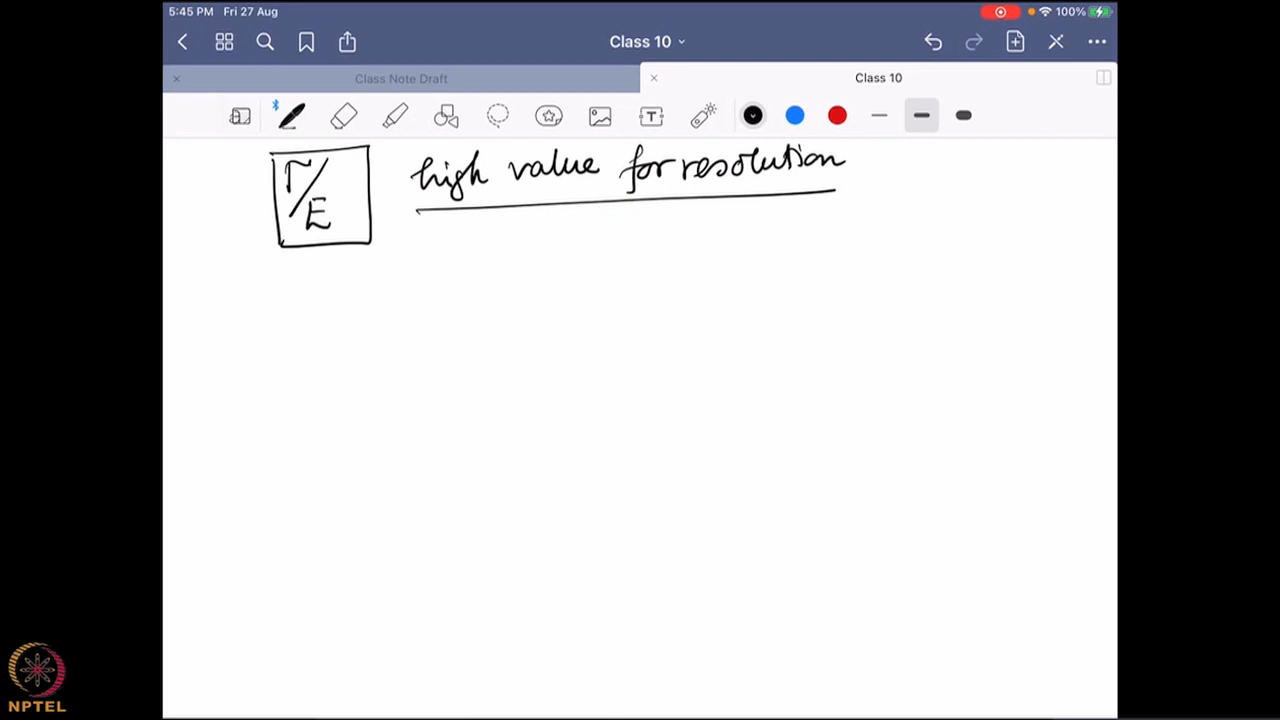 5:45 PM Fri 27 Aug 100%
Class 10
Class Note Draft Class 10
T
Γ/E high value for resolution
NPTEL